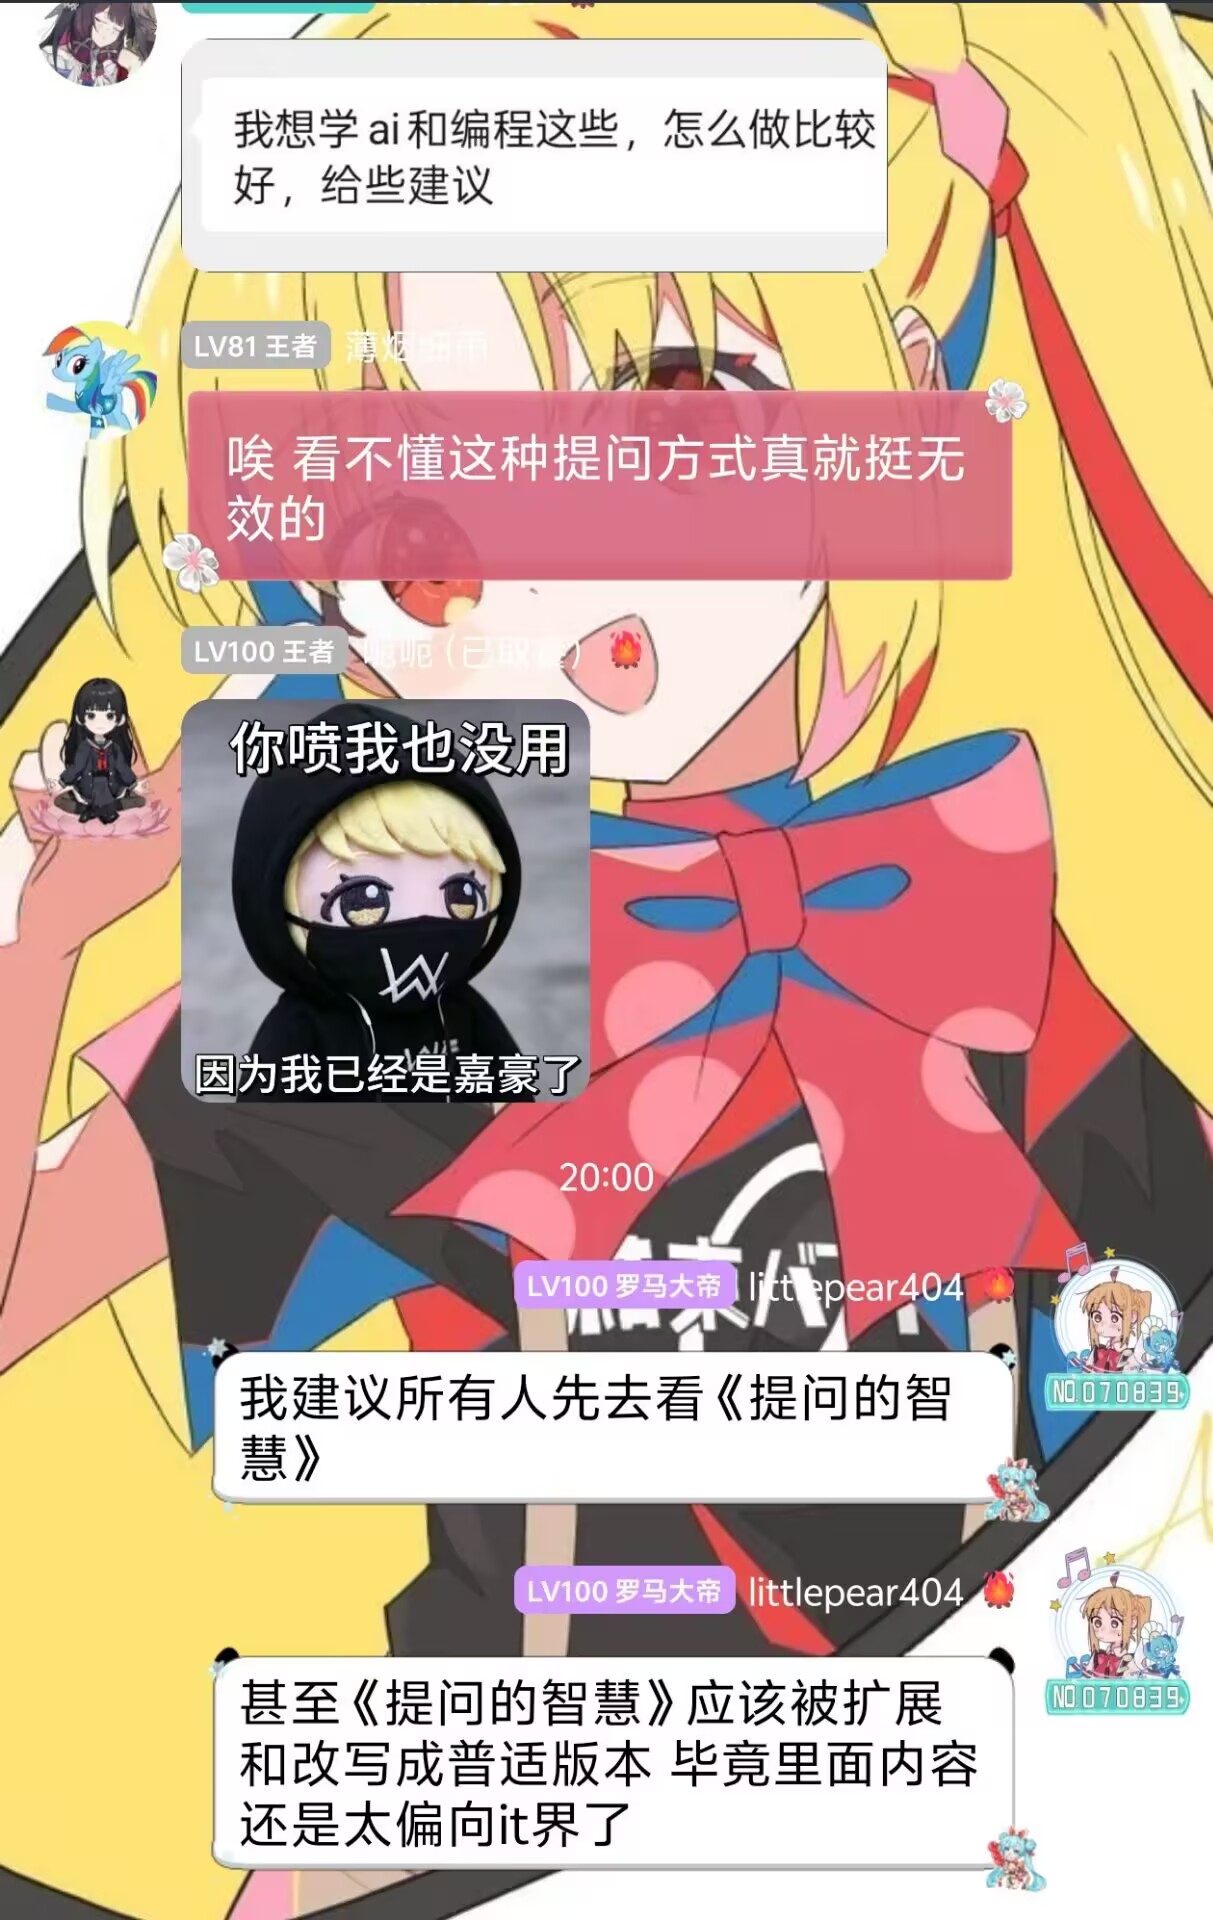 我想学ai和编程这些，怎么做比较
好，给些建议
LV81 王者 薄烟细雨
唉 看不懂这种提问方式真就挺无
效的
LV100 王者
你喷我也没用
因为我已经是嘉豪了
20:00
LV100 罗马大帝 littlepear404
NO.070839
我建议所有人先去看《提问的智
慧》
LV100 罗马大帝 littlepear404
NO.070839
甚至《提问的智慧》应该被扩展
和改写成普适版本 毕竟里面内容
还是太偏向it界了